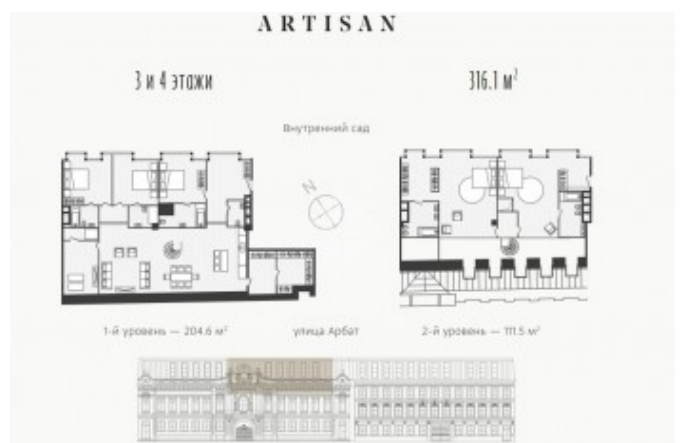 ARTISAN
3 и 4 этажи
316.1 м²
Внутренний сад
N
1-й уровень — 204.6 м²
улица Арбат
2-й уровень — 111.5 м²